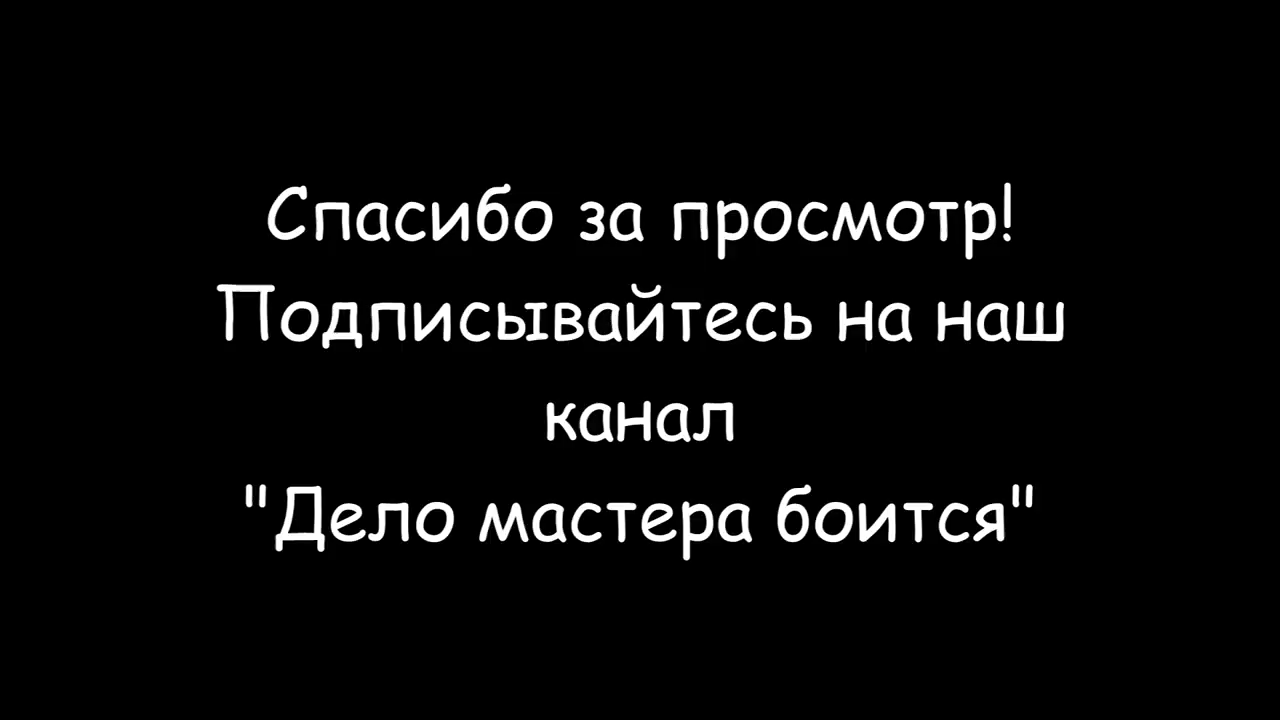 Спасибо за просмотр!
Подписывайтесь на наш
канал
"Дело мастера боится"